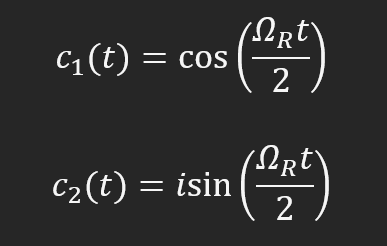 c₁(t) = cos(Ω_R t / 2)
c₂(t) = i sin(Ω_R t / 2)